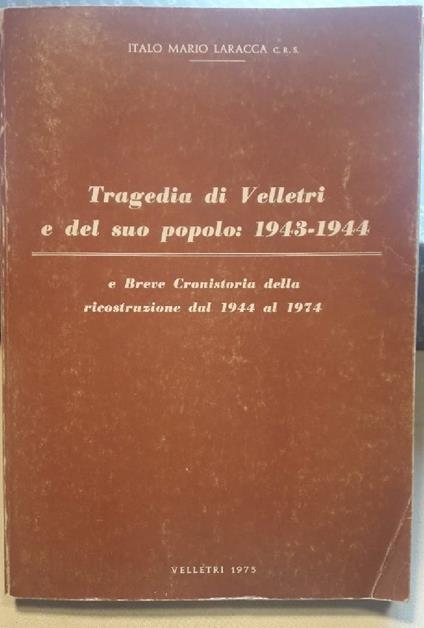 ITALO MARIO LARACCA C. R. S.
Tragedia di Velletri
e del suo popolo: 1943-1944
e Breve Cronistoria della
ricostruzione dal 1944 al 1974
VELLETRI 1975